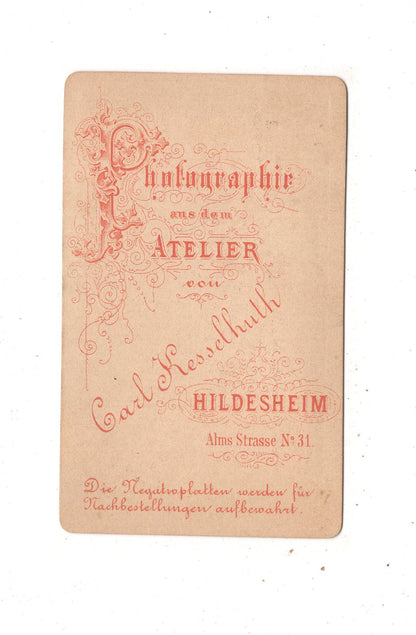 Photographie
aus dem
ATELIER
von
Carl Kesselhuth
HILDESHEIM
Alms Strasse No 31.
Die Negativplatten werden für
Nachbestellungen aufbewahrt.